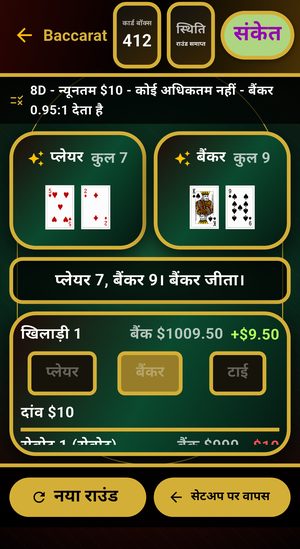 Baccarat
कार्ड बॉक्स
412
स्थिति
राउंड समाप्त
संकेत
8D - न्यूनतम $10 - कोई अधिकतम नहीं - बैंकर
0.95:1 देता है
प्लेयर कुल 7
बैंकर कुल 9
प्लेयर 7, बैंकर 9। बैंकर जीता।
खिलाड़ी 1 बैंक $1009.50 +$9.50
प्लेयर बैंकर टाई
दांव $10
नया राउंड
सेटअप पर वापस